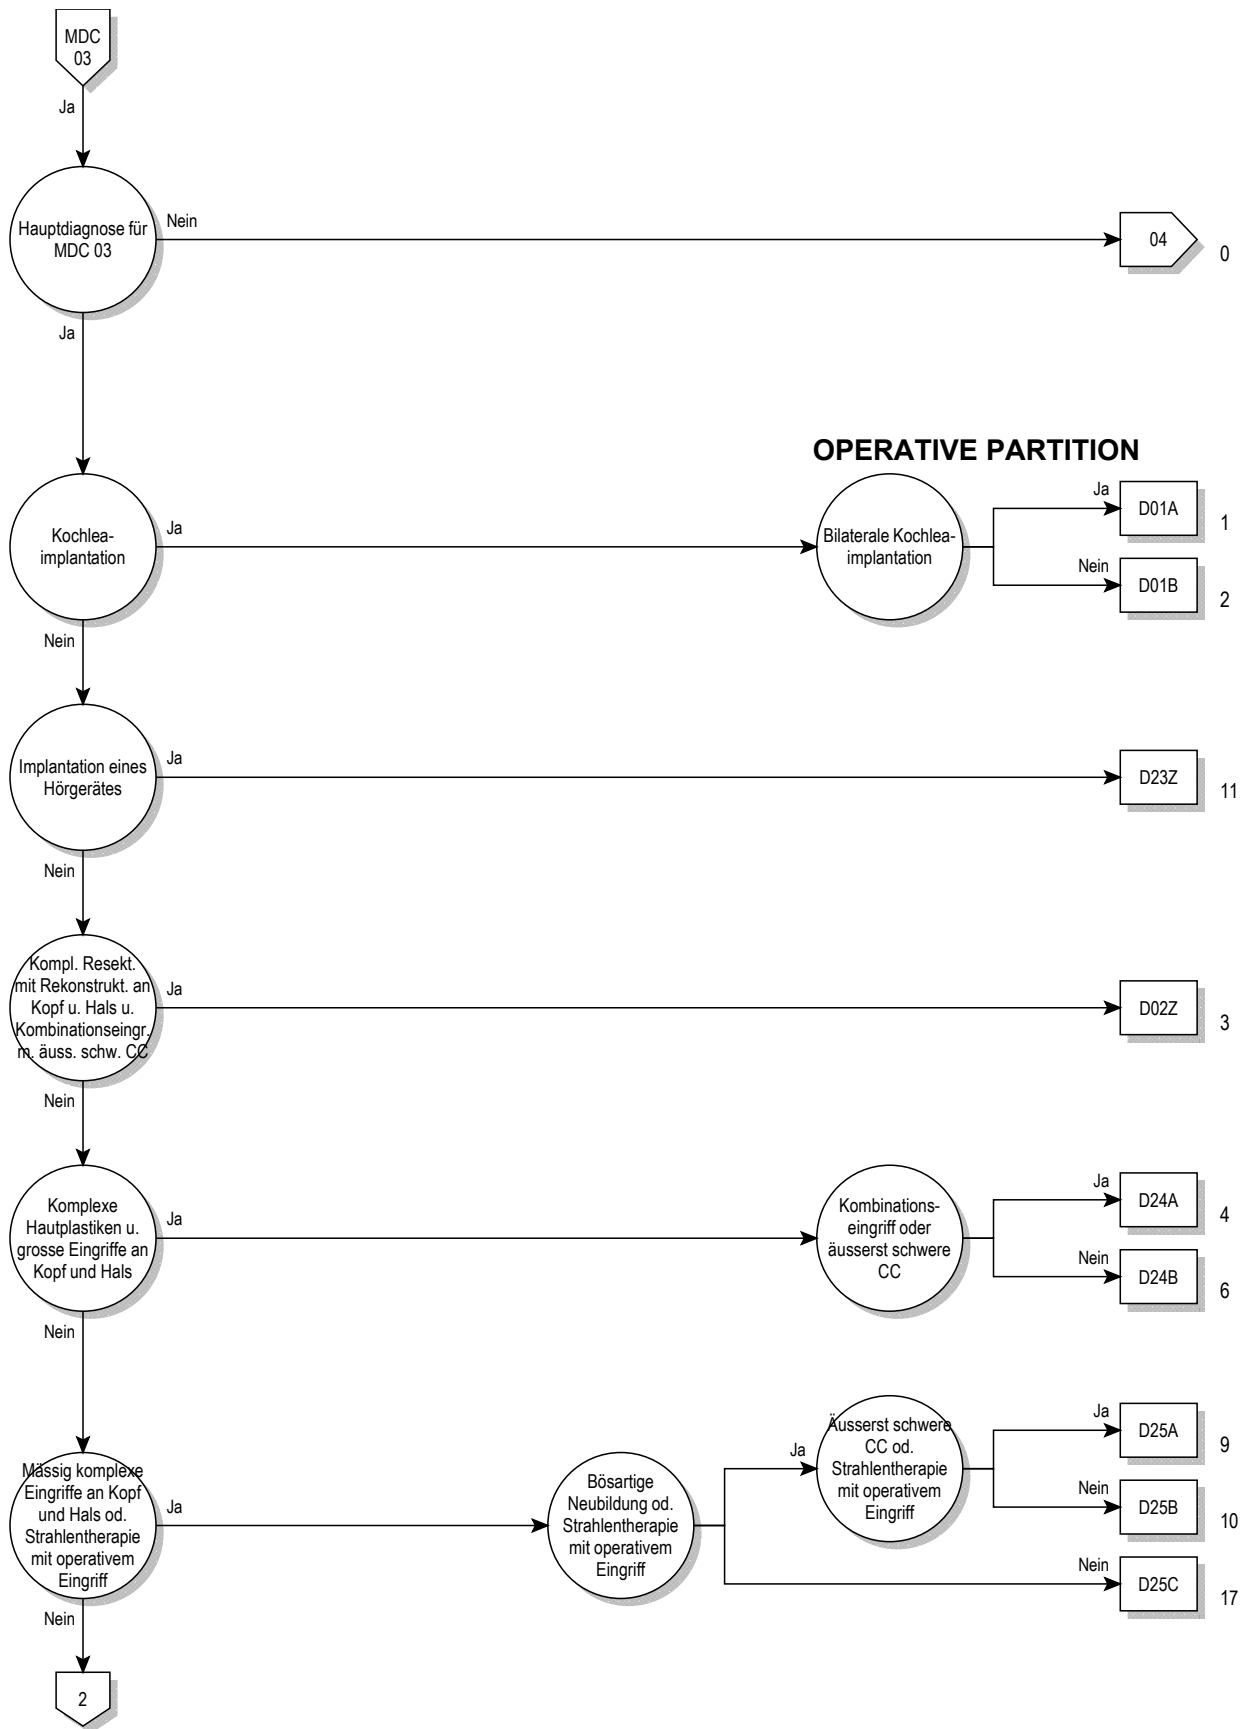 MDC
03
Ja
Hauptdiagnose für
MDC 03
Nein
04
0
Ja
OPERATIVE PARTITION
Kochlea-
implantation
Ja
Bilaterale Kochlea-
implantation
Ja
D01A
1
Nein
D01B
2
Nein
Implantation eines
Hörgerätes
Ja
D23Z
11
Nein
Kompl. Resekt.
mit Rekonstrukt. an
Kopf u. Hals u.
Kombinationseingr.
m. äuss. schw. CC
Ja
D02Z
3
Nein
Komplexe
Hautplastiken u.
grosse Eingriffe an
Kopf und Hals
Ja
Kombinations-
eingriff oder
äusserst schwere
CC
Ja
D24A
4
Nein
D24B
6
Nein
Mässig komplexe
Eingriffe an Kopf
und Hals od.
Strahlentherapie
mit operativem
Eingriff
Ja
Bösartige
Neubildung od.
Strahlentherapie
mit operativem
Eingriff
Ja
Äusserst schwere
CC od.
Strahlentherapie
mit operativem
Eingriff
Ja
D25A
9
Nein
D25B
10
Nein
D25C
17
Nein
2